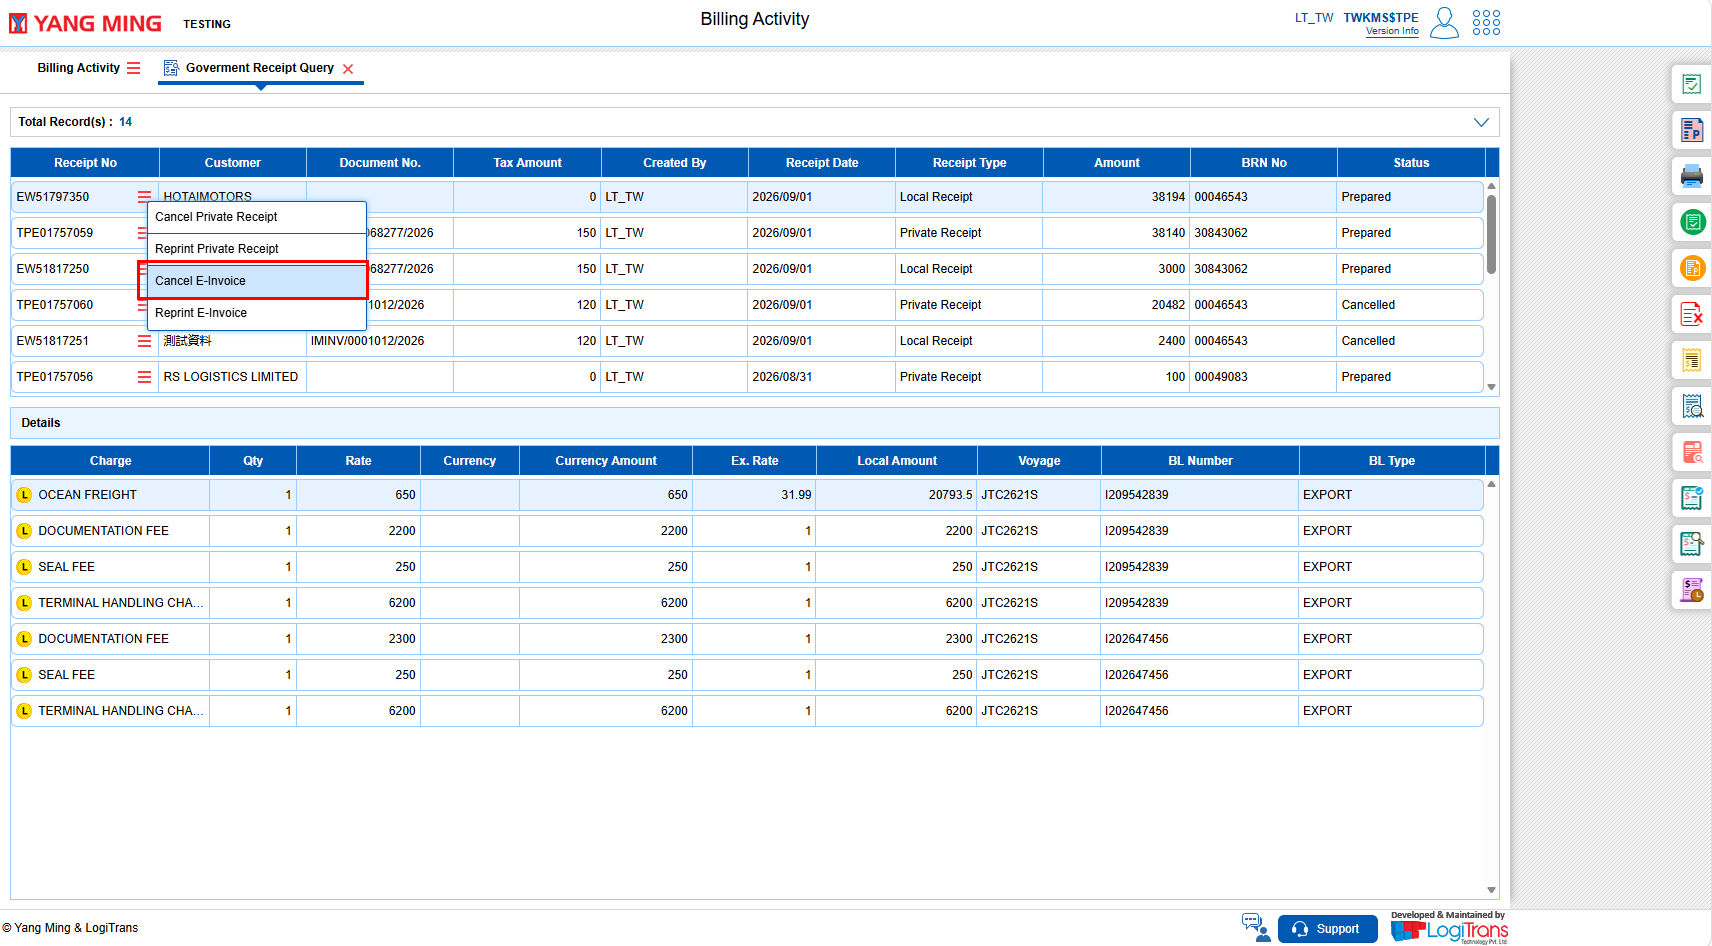 YANG MING TESTING Billing Activity LT_TW TWKMS$TPE
Version Info
Billing Activity Goverment Receipt Query
Total Record(s) : 14
Receipt No Customer Document No. Tax Amount Created By Receipt Date Receipt Type Amount BRN No Status
EW51797350 HOTAIMOTORS 0 LT_TW 2026/09/01 Local Receipt 38194 00046543 Prepared
Cancel Private Receipt
TPE01757059 068277/2026 150 LT_TW 2026/09/01 Private Receipt 38140 30843062 Prepared
Reprint Private Receipt
EW51817250 68277/2026 150 LT_TW 2026/09/01 Local Receipt 3000 30843062 Prepared
Cancel E-Invoice
TPE01757060 1012/2026 120 LT_TW 2026/09/01 Private Receipt 20482 00046543 Cancelled
Reprint E-Invoice
EW51817251 測試資料 IMINV/0001012/2026 120 LT_TW 2026/09/01 Local Receipt 2400 00046543 Cancelled
TPE01757056 RS LOGISTICS LIMITED 0 LT_TW 2026/08/31 Private Receipt 100 00049083 Prepared
Details
Charge Qty Rate Currency Currency Amount Ex. Rate Local Amount Voyage BL Number BL Type
L OCEAN FREIGHT 1 650 650 31.99 20793.5 JTC2621S I209542839 EXPORT
L DOCUMENTATION FEE 1 2200 2200 1 2200 JTC2621S I209542839 EXPORT
L SEAL FEE 1 250 250 1 250 JTC2621S I209542839 EXPORT
L TERMINAL HANDLING CHA... 1 6200 6200 1 6200 JTC2621S I209542839 EXPORT
L DOCUMENTATION FEE 1 2300 2300 1 2300 JTC2621S I202647456 EXPORT
L SEAL FEE 1 250 250 1 250 JTC2621S I202647456 EXPORT
L TERMINAL HANDLING CHA... 1 6200 6200 1 6200 JTC2621S I202647456 EXPORT
© Yang Ming & LogiTrans Support
Developed & Maintained by
LogiTrans
Technology Pvt. Ltd.